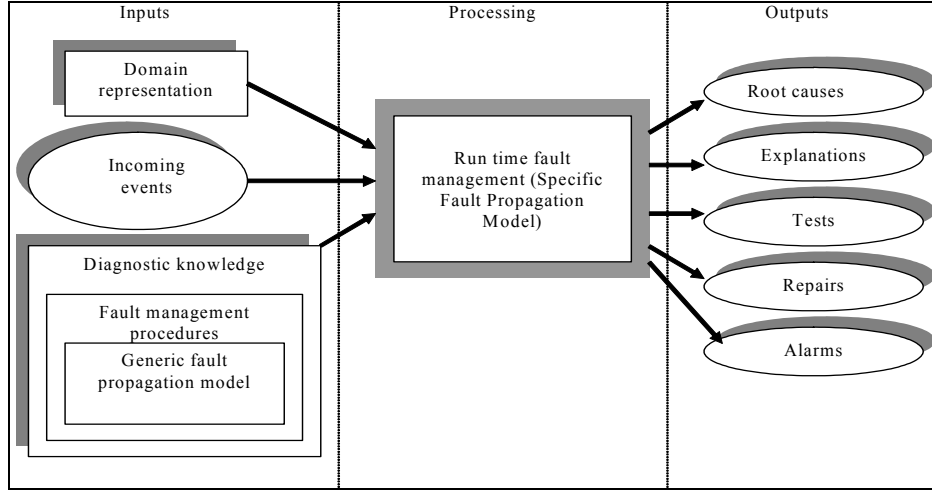 Inputs
Processing
Outputs
Domain
representation
Incoming
events
Diagnostic knowledge
Fault management
procedures
Generic fault
propagation model
Run time fault
management (Specific
Fault Propagation
Model)
Root causes
Explanations
Tests
Repairs
Alarms